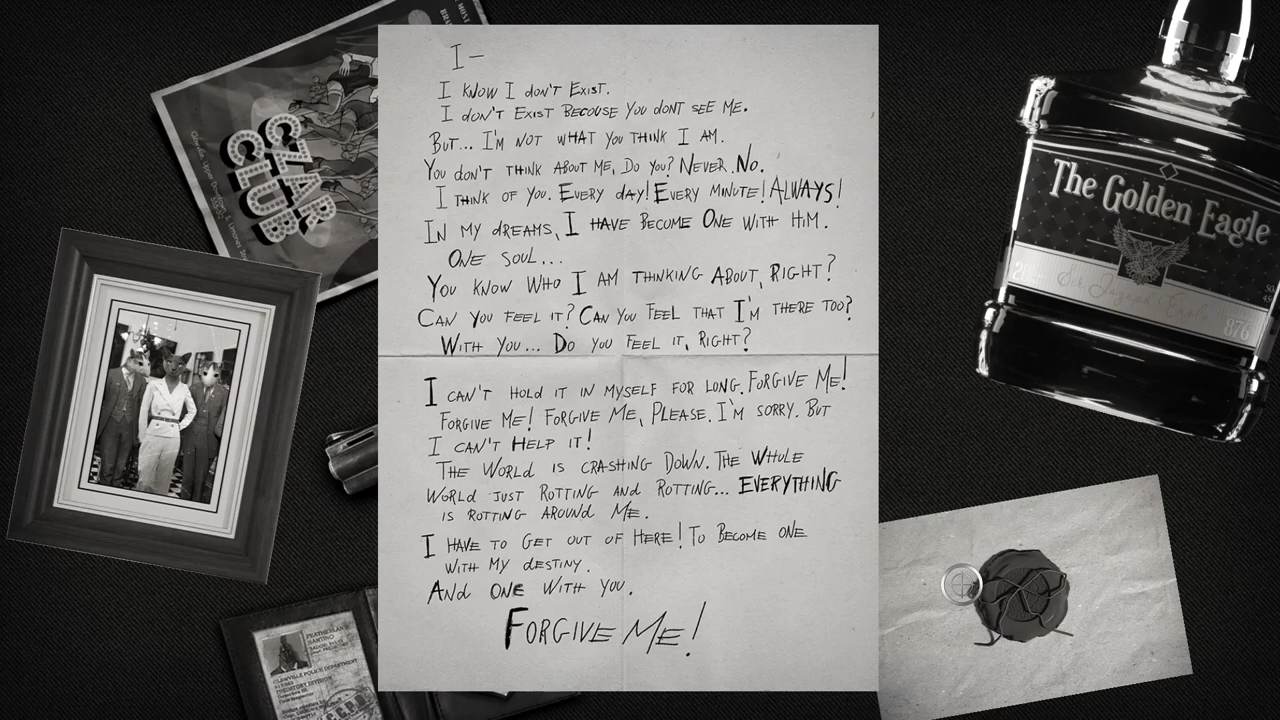 I—
I KNOW I DON'T EXIST.
I DON'T EXIST BECOUSE YOU DONT SEE ME.
BUT... I'M NOT WHAT YOU THINK I AM.
YOU DON'T THINK ABOUT ME, DO YOU? NEVER. NO.
I THINK OF YOU. EVERY DAY! EVERY MINUTE! ALWAYS!
IN MY DREAMS, I HAVE BECOME ONE WITH HIM.
ONE SOUL...
YOU KNOW WHO I AM THINKING ABOUT, RIGHT?
CAN YOU FEEL IT? CAN YOU FEEL THAT I'M THERE TOO?
WITH YOU... DO YOU FEEL IT, RIGHT?
I CAN'T HOLD IT IN MYSELF FOR LONG. FORGIVE ME!
FORGIVE ME! FORGIVE ME, PLEASE. I'M SORRY. BUT
I CAN'T HELP IT!
THE WORLD IS CRASHING DOWN. THE WHULE
WORLD JUST ROTTING AND ROTTING... EVERYTHING
IS ROTTING AROUND ME.
I HAVE TO GET OUT OF HERE! TO BECOME ONE
WITH MY DESTINY.
AND ONE WITH YOU.
FORGIVE ME!
CZAR
CLUB
The Golden Eagle
876
FEATHERLAND
SANTINO
CLAWVILLE POLICE DEPARTMENT